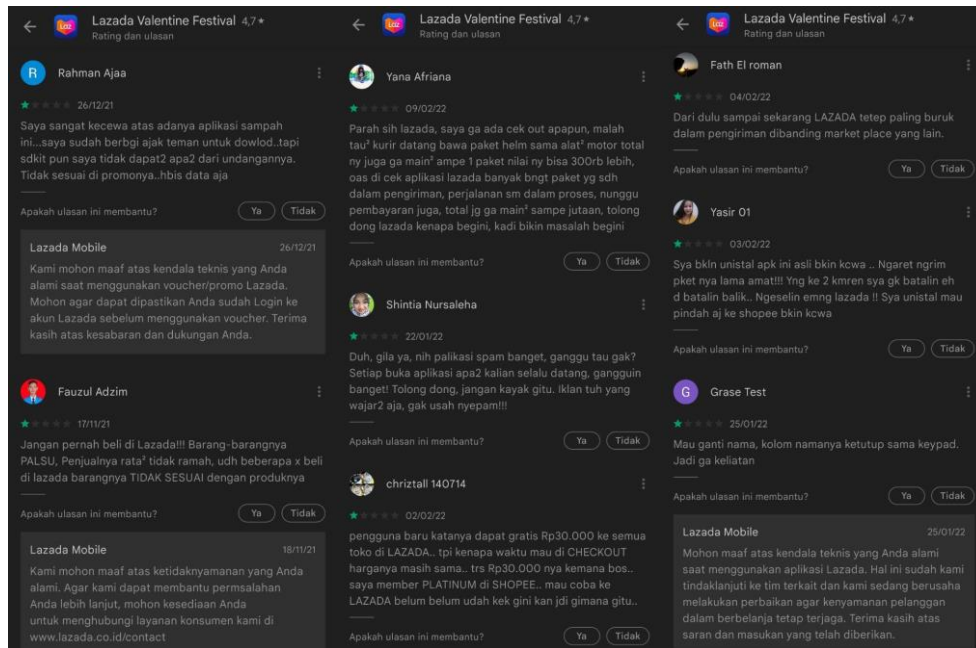 Lazada Valentine Festival 4,7★
Rating dan ulasan
R
Rahman Ajaa
26/12/21
Saya sangat kecewa atas adanya aplikasi sampah
ini...saya sudah berbgi ajak teman untuk dowlod..tapi
sdkit pun saya tidak dapat2 apa2 dari undangannya.
Tidak sesuai di promonya..hbis data aja
Apakah ulasan ini membantu?
Ya
Tidak
Lazada Mobile
26/12/21
Kami mohon maaf atas kendala teknis yang Anda
alami saat menggunakan voucher/promo Lazada.
Mohon agar dapat dipastikan Anda sudah Login ke
akun Lazada sebelum menggunakan voucher. Terima
kasih atas kesabaran dan dukungan Anda.
Fauzul Adzim
17/11/21
Jangan pernah beli di Lazada!!! Barang-barangnya
PALSU, Penjualnya rata² tidak ramah, udh beberapa x beli
di lazada barangnya TIDAK SESUAI dengan produknya
Apakah ulasan ini membantu?
Ya
Tidak
Lazada Mobile
18/11/21
Kami mohon maaf atas ketidaknyamanan yang Anda
alami. Agar kami dapat membantu permsalahan
Anda lebih lanjut, mohon kesediaan Anda
untuk menghubungi layanan konsumen kami di
www.lazada.co.id/contact
Lazada Valentine Festival 4,7★
Rating dan ulasan
Yana Afriana
09/02/22
Parah sih lazada, saya ga ada cek out apapun, malah
tau² kurir datang bawa paket helm sama alat² motor total
ny juga ga main² ampe 1 paket nilai ny bisa 300rb lebih,
oas di cek aplikasi lazada banyak bngt paket yg sdh
dalam pengiriman, perjalanan sm dalam proses, nunggu
pembayaran juga, total jg ga main² sampe jutaan, tolong
dong lazada kenapa begini, kadi bikin masalah begini
Apakah ulasan ini membantu?
Ya
Tidak
Shintia Nursaleha
22/01/22
Duh, gila ya, nih palikasi spam banget, ganggu tau gak?
Setiap buka aplikasi apa2 kalian selalu datang, gangguin
banget! Tolong dong, jangan kayak gitu. Iklan tuh yang
wajar2 aja, gak usah nyepam!!!
Apakah ulasan ini membantu?
Ya
Tidak
chriztall 140714
02/02/22
pengguna baru katanya dapat gratis Rp30.000 ke semua
toko di LAZADA.. tpi kenapa waktu mau di CHECKOUT
harganya masih sama.. trs Rp30.000 nya kemana bos..
saya member PLATINUM di SHOPEE.. mau coba ke
LAZADA belum belum udah kek gini kan jdi gimana gitu..
Apakah ulasan ini membantu?
Ya
Tidak
Lazada Valentine Festival 4,7★
Rating dan ulasan
Fath El roman
04/02/22
Dari dulu sampai sekarang LAZADA tetep paling buruk
dalam pengiriman dibanding market place yang lain.
Apakah ulasan ini membantu?
Ya
Tidak
Yasir 01
03/02/22
Sya bkln unistal apk ini asli bkin kcwa .. Ngaret ngrim
pket nya lama amat!!! Yng ke 2 kmren sya gk batalin eh
d batalin balik.. Ngeselin emng lazada !! Sya unistal mau
pindah aj ke shopee bkin kcwa
Apakah ulasan ini membantu?
Ya
Tidak
G
Grase Test
25/01/22
Mau ganti nama, kolom namanya ketutup sama keypad.
Jadi ga keliatan
Apakah ulasan ini membantu?
Ya
Tidak
Lazada Mobile
25/01/22
Mohon maaf atas kendala teknis yang Anda alami
saat menggunakan aplikasi Lazada. Hal ini sudah kami
tindaklanjuti ke tim terkait dan kami sedang berusaha
melakukan perbaikan agar kenyamanan pelanggan
dalam berbelanja tetap terjaga. Terima kasih atas
saran dan masukan yang telah diberikan.